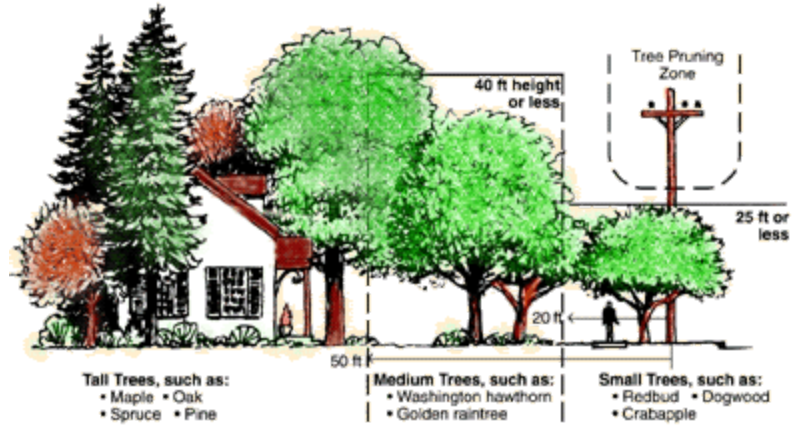 Tree Pruning
Zone
40 ft height
or less
25 ft or
less
20 ft
50 ft
Tall Trees, such as:
• Maple • Oak
• Spruce • Pine
Medium Trees, such as:
• Washington hawthorn
• Golden raintree
Small Trees, such as:
• Redbud • Dogwood
• Crabapple